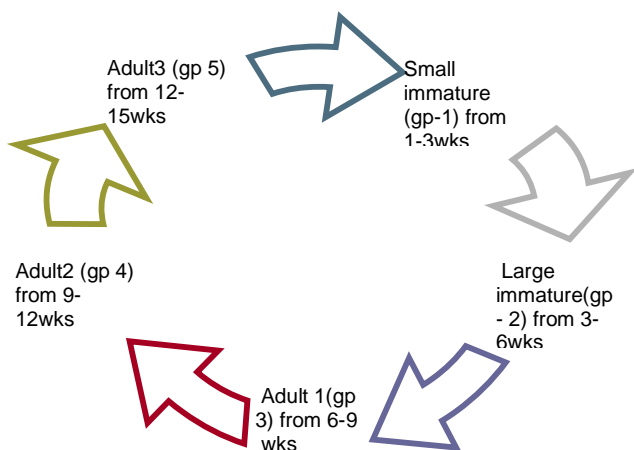 Small
immature
(gp-1) from
1-3wks
Large
immature(gp
- 2) from 3-
6wks
Adult 1(gp
3) from 6-9
wks
Adult2 (gp 4)
from 9-
12wks
Adult3 (gp 5)
from 12-
15wks